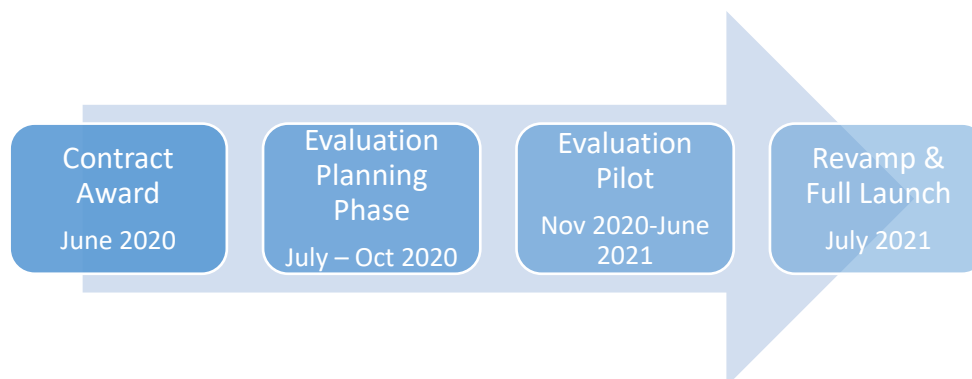 Contract
Award
June 2020
Evaluation
Planning
Phase
July – Oct 2020
Evaluation
Pilot
Nov 2020-June
2021
Revamp &
Full Launch
July 2021